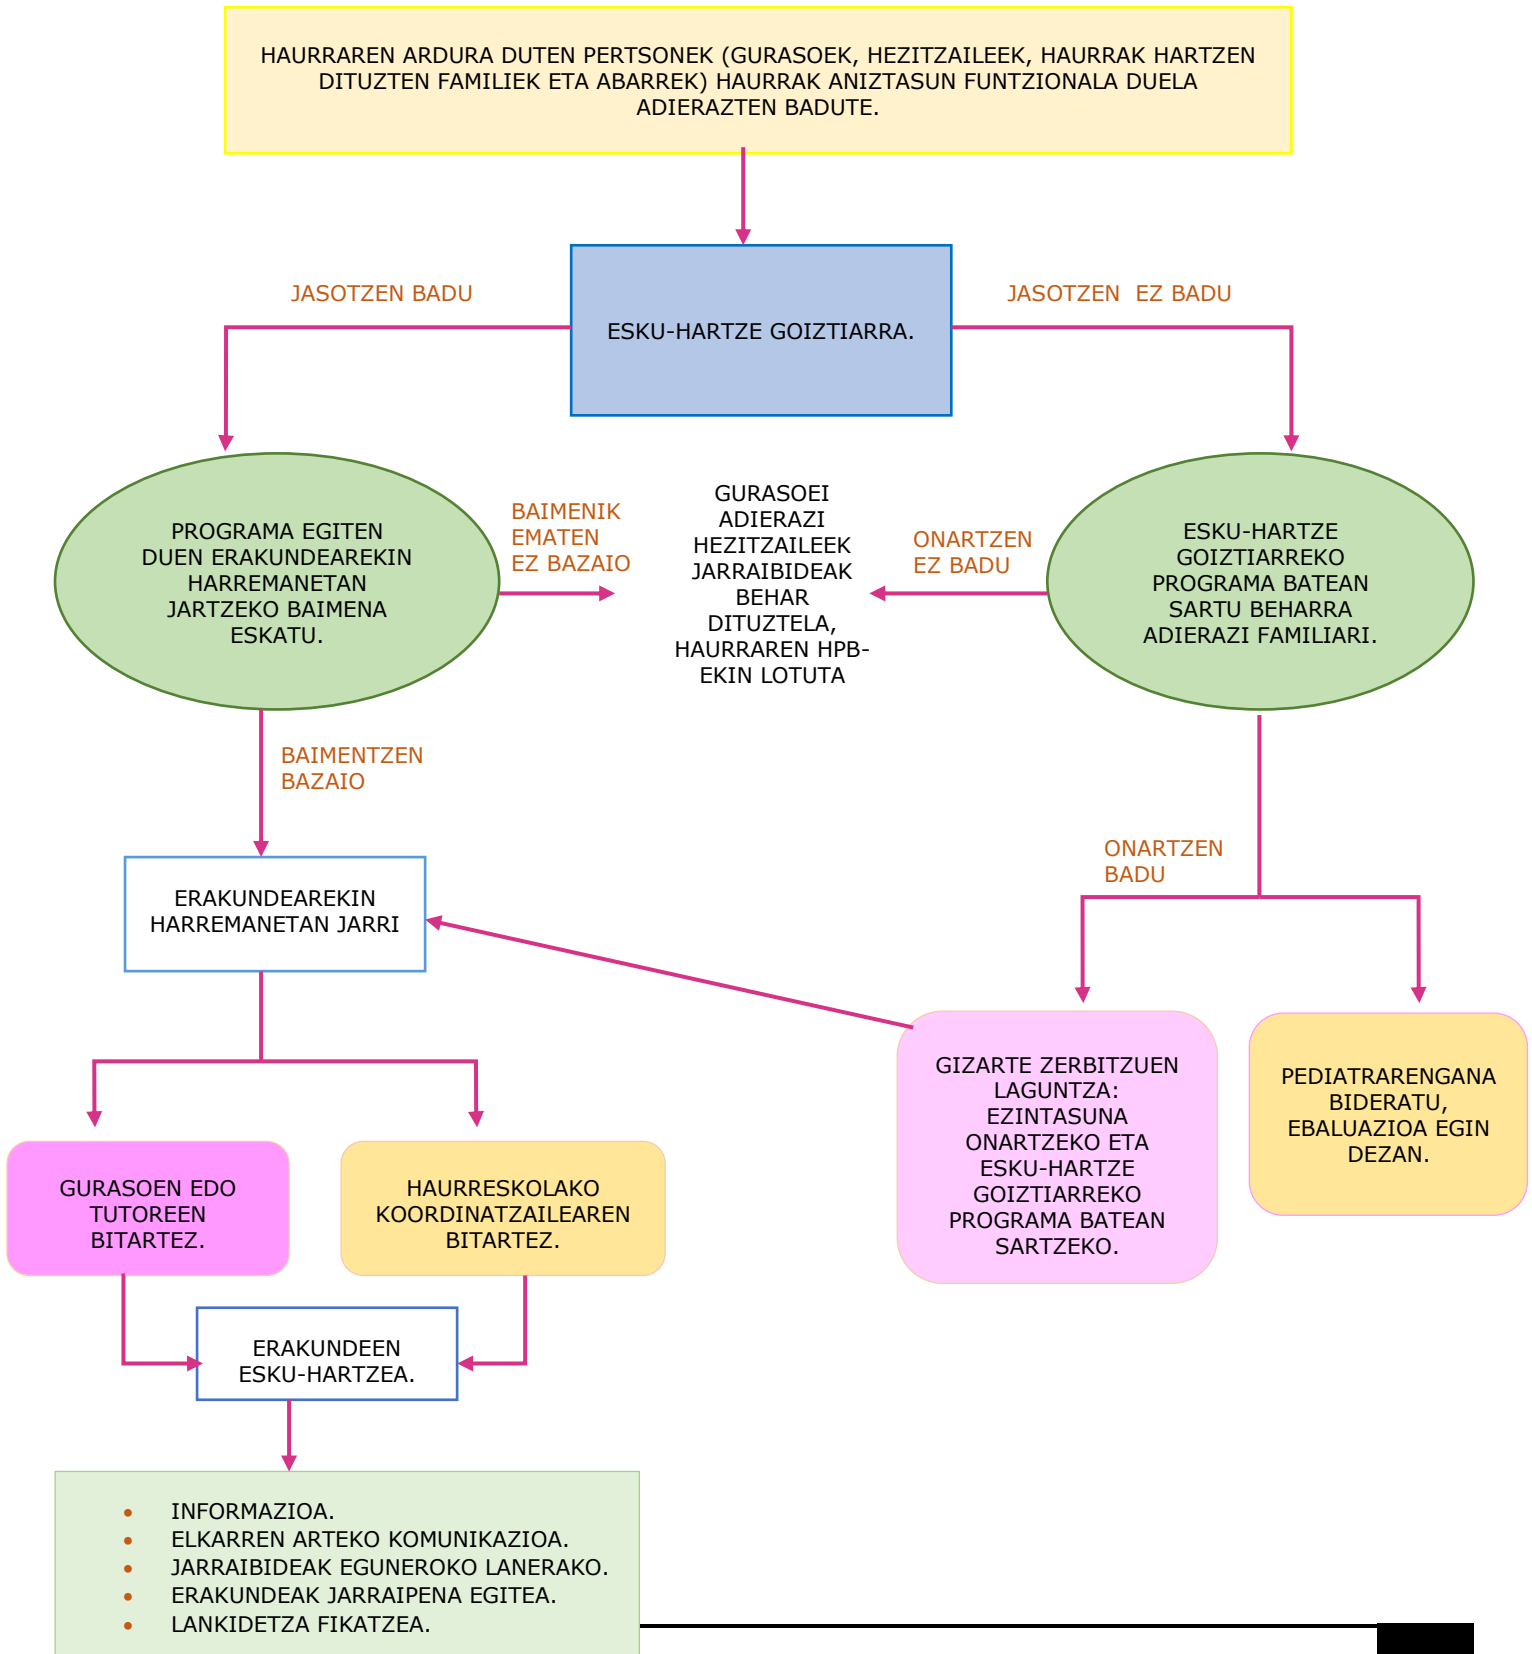 HAURRAREN ARDURA DUTEN PERTSONEK (GURASOEK, HEZITZAILEEK, HAURRAK HARTZEN
DITUZTEN FAMILIEK ETA ABARREK) HAURRAK ANIZTASUN FUNTZIONALA DUELA
ADIERAZTEN BADUTE.
JASOTZEN BADU
JASOTZEN EZ BADU
ESKU-HARTZE GOIZTIARRA.
PROGRAMA EGITEN
DUEN ERAKUNDEAREKIN
HARREMANETAN
JARTZEKO BAIMENA
ESKATU.
BAIMENIK
EMATEN
EZ BAZAIO
GURASOEI
ADIERAZI
HEZITZAILEEK
JARRAIBIDEAK
BEHAR
DITUZTELA,
HAURRAREN HPB-
EKIN LOTUTA
ONARTZEN
EZ BADU
ESKU-HARTZE
GOIZTIARREKO
PROGRAMA BATEAN
SARTU BEHARRA
ADIERAZI FAMILIARI.
BAIMENTZEN
BAZAIO
ONARTZEN
BADU
ERAKUNDEAREKIN
HARREMANETAN JARRI
GIZARTE ZERBITZUEN
LAGUNTZA:
EZINTASUNA
ONARTZEKO ETA
ESKU-HARTZE
GOIZTIARREKO
PROGRAMA BATEAN
SARTZEKO.
PEDIATRARENGANA
BIDERATU,
EBALUAZIOA EGIN
DEZAN.
GURASOEN EDO
TUTOREEN
BITARTEZ.
HAURRESKOLAKO
KOORDINATZAILEAREN
BITARTEZ.
ERAKUNDEEN
ESKU-HARTZEA.
• INFORMAZIOA.
• ELKARREN ARTEKO KOMUNIKAZIOA.
• JARRAIBIDEAK EGUNEROKO LANERAKO.
• ERAKUNDEAK JARRAIPENA EGITEA.
• LANKIDETZA FIKATZEA.